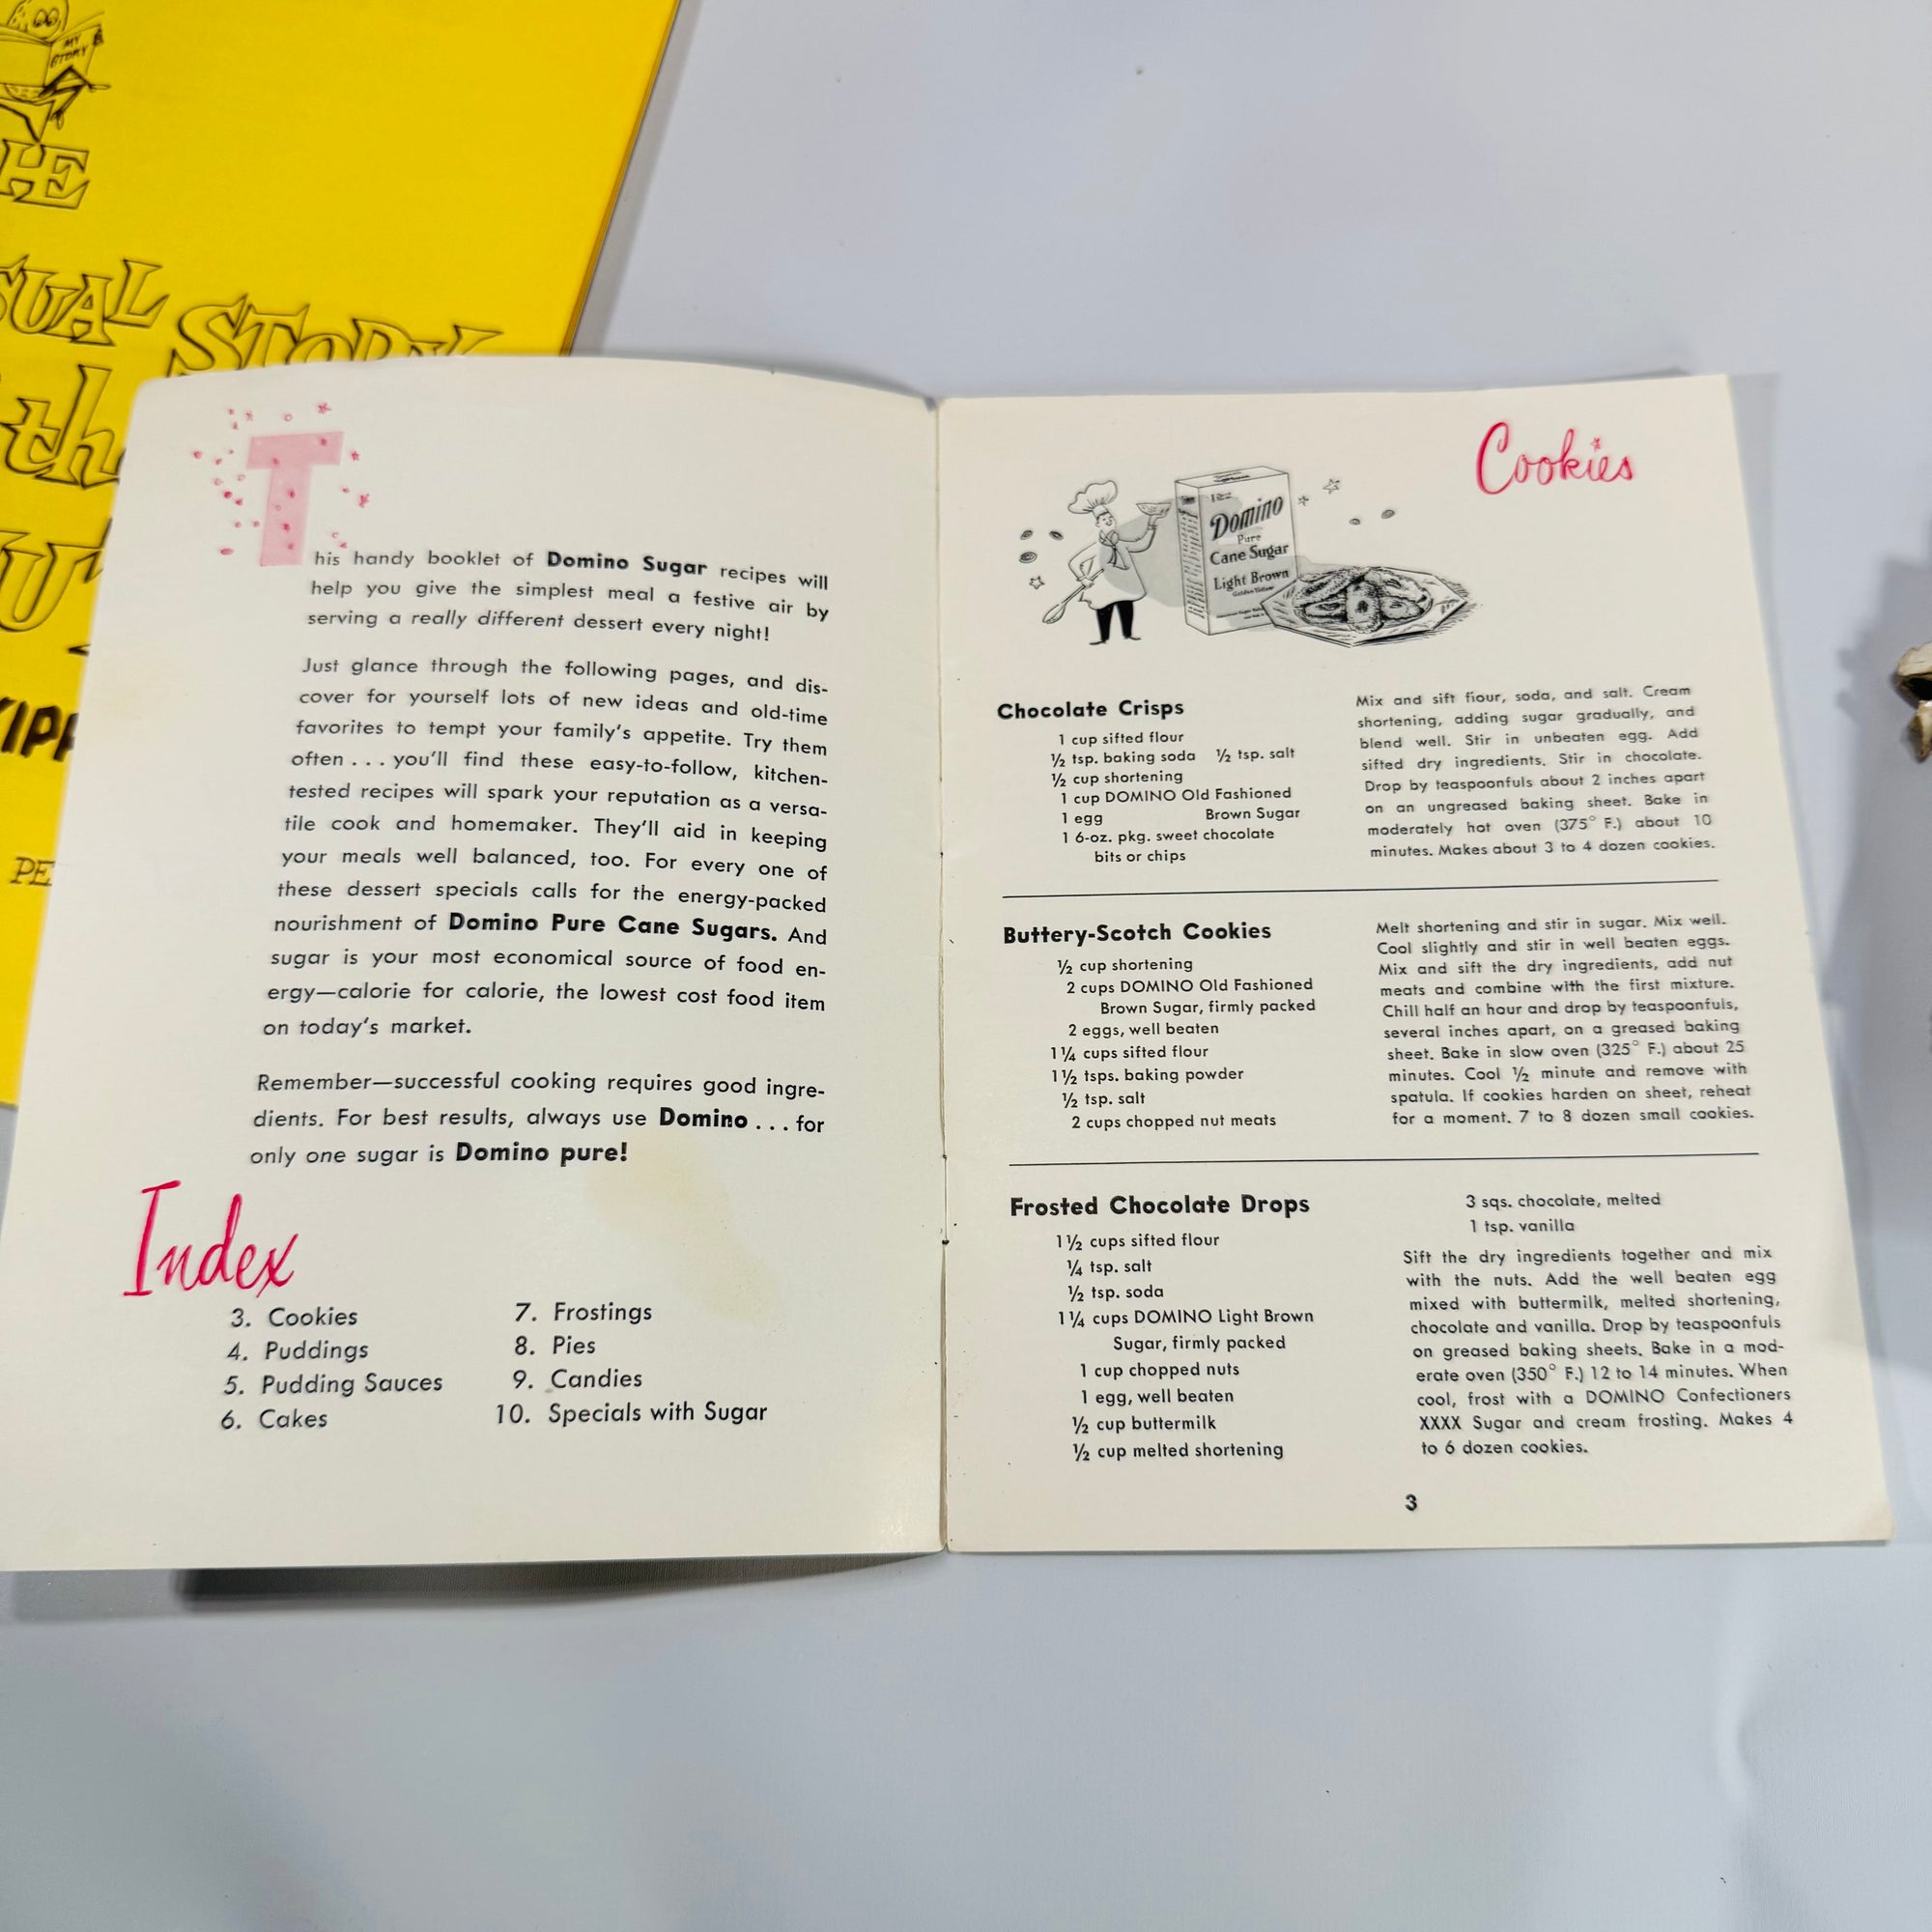 MY
STORY
HE
SUAL STORY
th
U
KIPP
PE
This handy booklet of Domino Sugar recipes will
help you give the simplest meal a festive air by
serving a really different dessert every night!
Just glance through the following pages, and dis-
cover for yourself lots of new ideas and old-time
favorites to tempt your family's appetite. Try them
often . . . you'll find these easy-to-follow, kitchen-
tested recipes will spark your reputation as a versa-
tile cook and homemaker. They'll aid in keeping
your meals well balanced, too. For every one of
these dessert specials calls for the energy-packed
nourishment of Domino Pure Cane Sugars. And
sugar is your most economical source of food en-
ergy—calorie for calorie, the lowest cost food item
on today's market.
Remember—successful cooking requires good ingre-
dients. For best results, always use Domino . . . for
only one sugar is Domino pure!
Index
3. Cookies
4. Puddings
5. Pudding Sauces
6. Cakes
7. Frostings
8. Pies
9. Candies
10. Specials with Sugar
Cookies
Domino
Pure
Cane Sugar
Light Brown
Chocolate Crisps
1 cup sifted flour
½ tsp. baking soda ½ tsp. salt
½ cup shortening
1 cup DOMINO Old Fashioned
1 egg Brown Sugar
1 6-oz. pkg. sweet chocolate
bits or chips
Mix and sift flour, soda, and salt. Cream
shortening, adding sugar gradually, and
blend well. Stir in unbeaten egg. Add
sifted dry ingredients. Stir in chocolate.
Drop by teaspoonfuls about 2 inches apart
on an ungreased baking sheet. Bake in
moderately hot oven (375° F.) about 10
minutes. Makes about 3 to 4 dozen cookies.
Buttery-Scotch Cookies
½ cup shortening
2 cups DOMINO Old Fashioned
Brown Sugar, firmly packed
2 eggs, well beaten
1¼ cups sifted flour
1½ tsps. baking powder
½ tsp. salt
2 cups chopped nut meats
Melt shortening and stir in sugar. Mix well.
Cool slightly and stir in well beaten eggs.
Mix and sift the dry ingredients, add nut
meats and combine with the first mixture.
Chill half an hour and drop by teaspoonfuls,
several inches apart, on a greased baking
sheet. Bake in slow oven (325° F.) about 25
minutes. Cool ½ minute and remove with
spatula. If cookies harden on sheet, reheat
for a moment. 7 to 8 dozen small cookies.
Frosted Chocolate Drops
1½ cups sifted flour
¼ tsp. salt
½ tsp. soda
1¼ cups DOMINO Light Brown
Sugar, firmly packed
1 cup chopped nuts
1 egg, well beaten
½ cup buttermilk
½ cup melted shortening
3 sqs. chocolate, melted
1 tsp. vanilla
Sift the dry ingredients together and mix
with the nuts. Add the well beaten egg
mixed with buttermilk, melted shortening,
chocolate and vanilla. Drop by teaspoonfuls
on greased baking sheets. Bake in a mod-
erate oven (350° F.) 12 to 14 minutes. When
cool, frost with a DOMINO Confectioners
XXXX Sugar and cream frosting. Makes 4
to 6 dozen cookies.
3